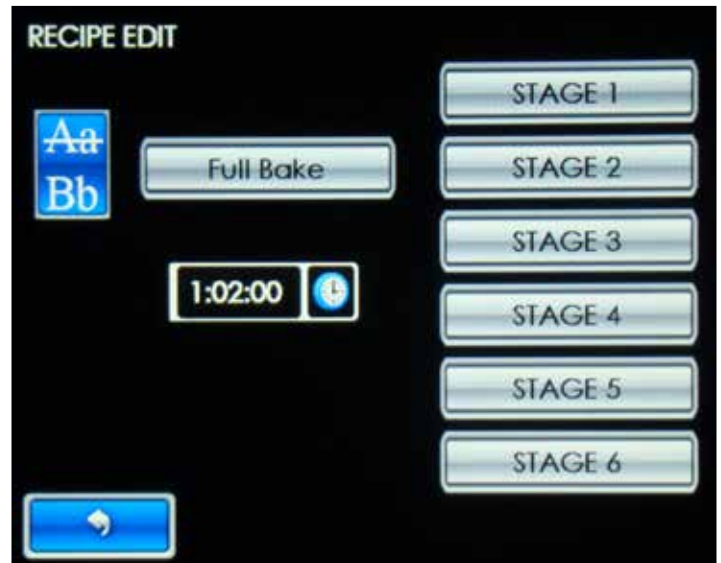 RECIPE EDIT
Aa
Bb
Full Bake
1:02:00
STAGE 1
STAGE 2
STAGE 3
STAGE 4
STAGE 5
STAGE 6